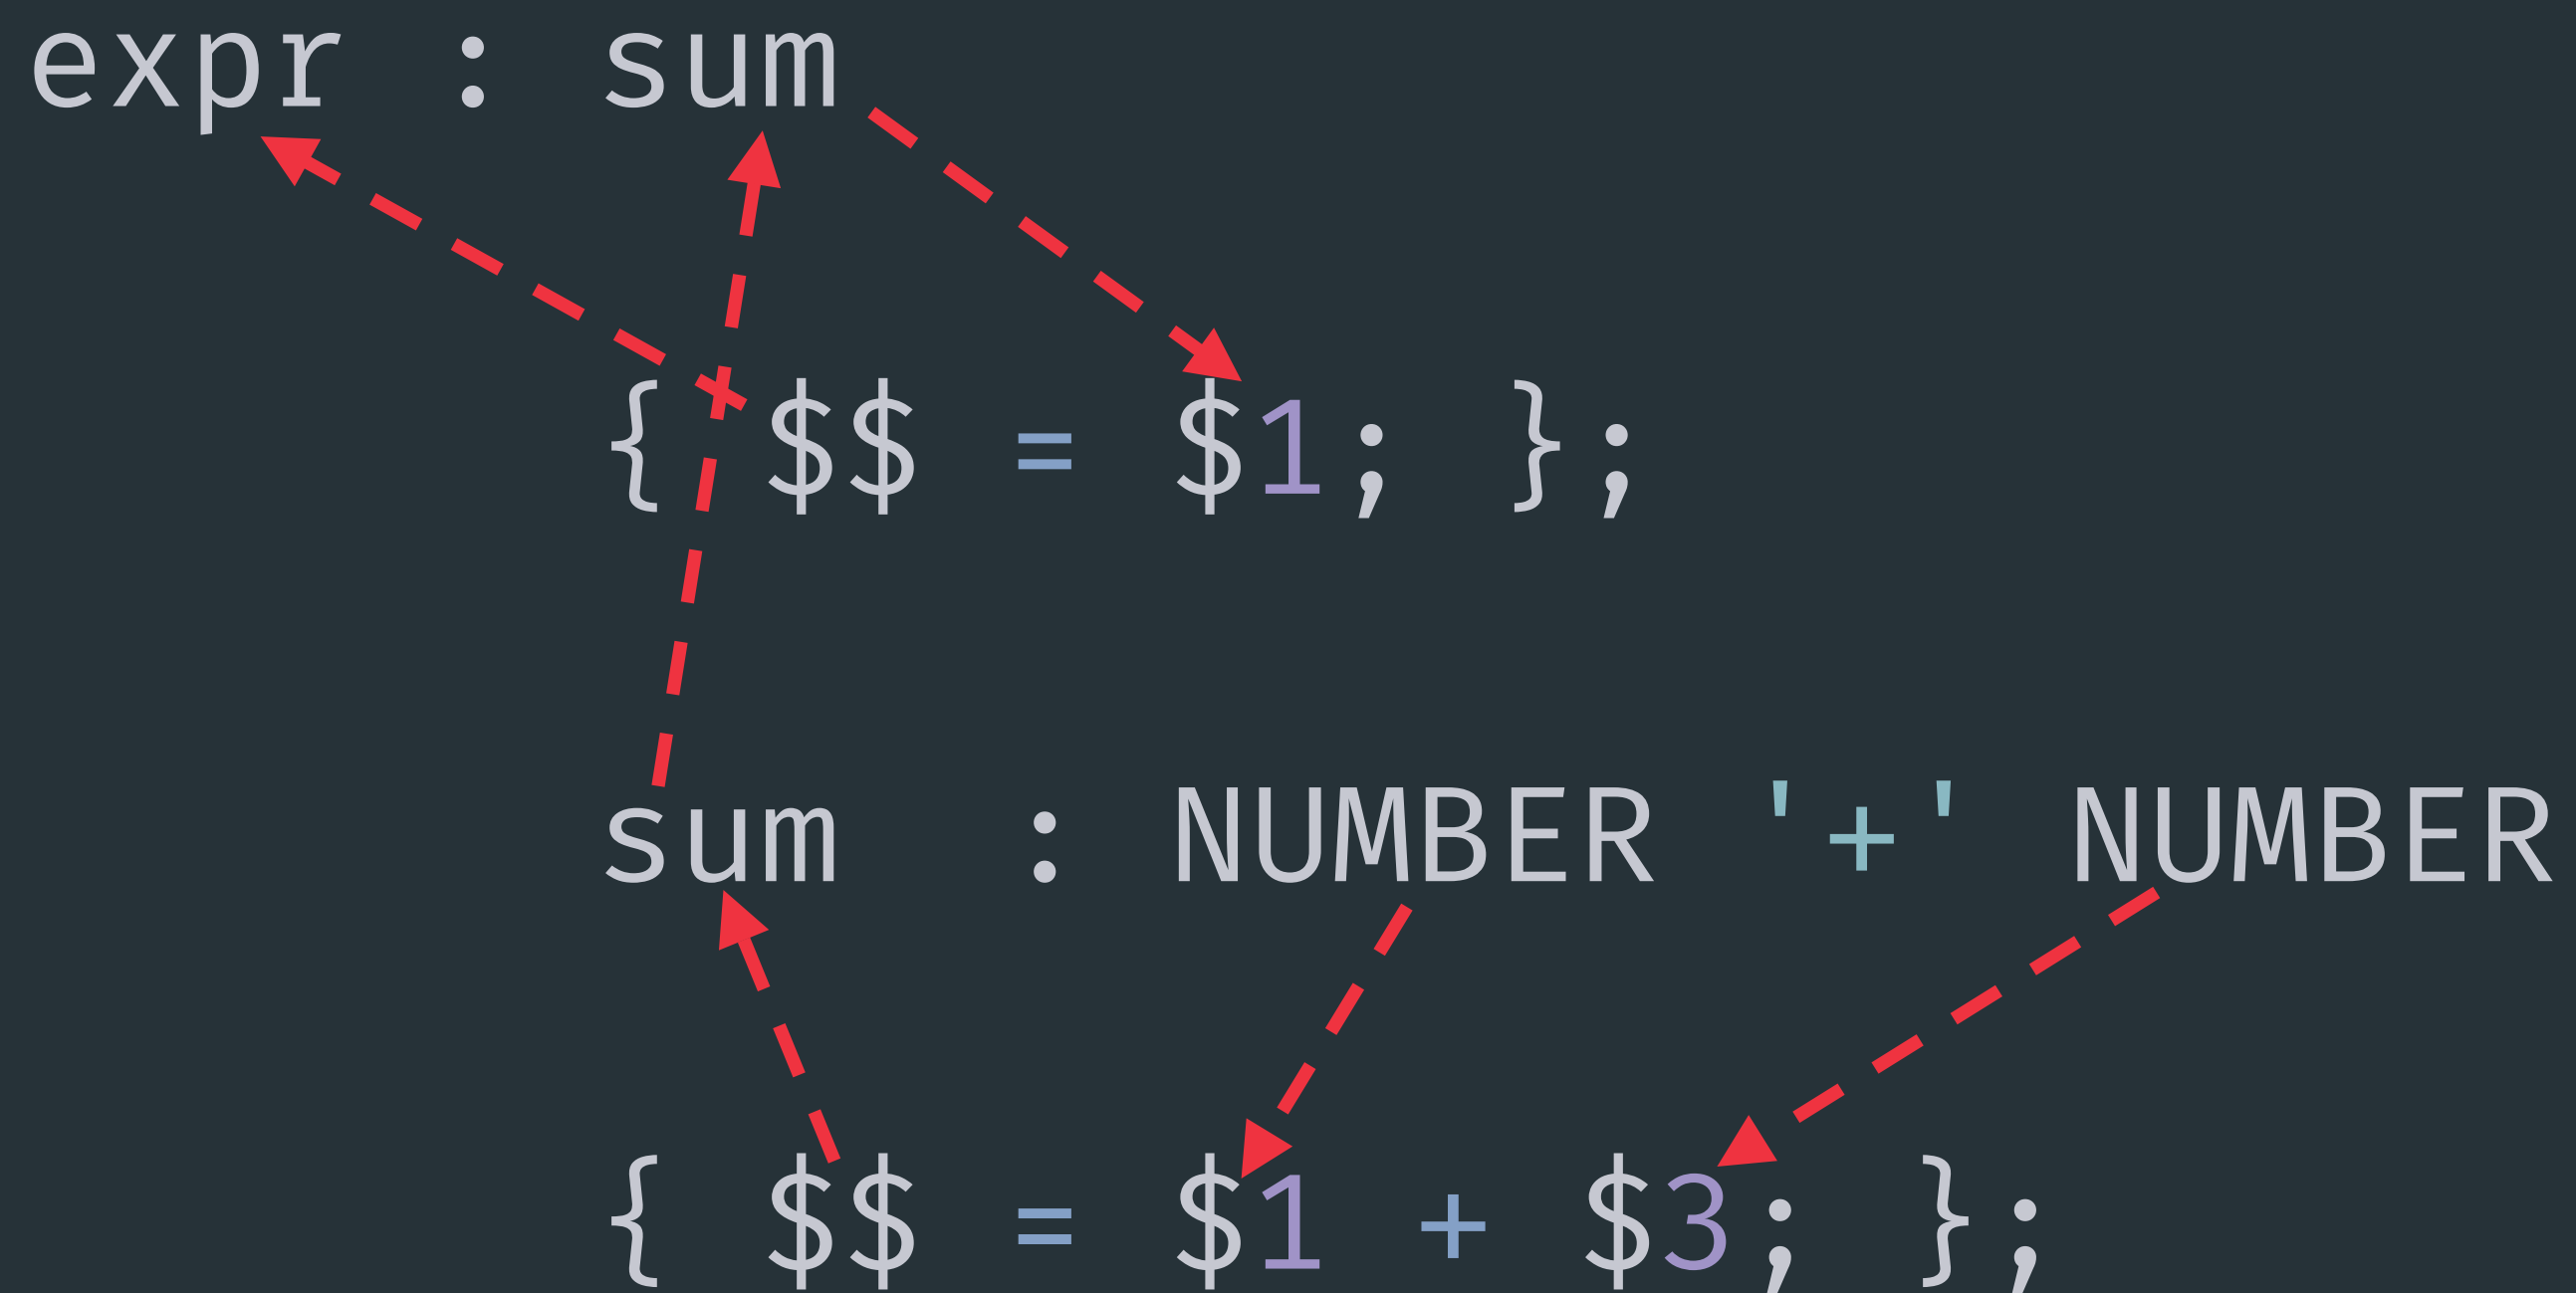 expr : sum
{ $$ = $1; };
sum : NUMBER '+' NUMBER
{ $$ = $1 + $3; };